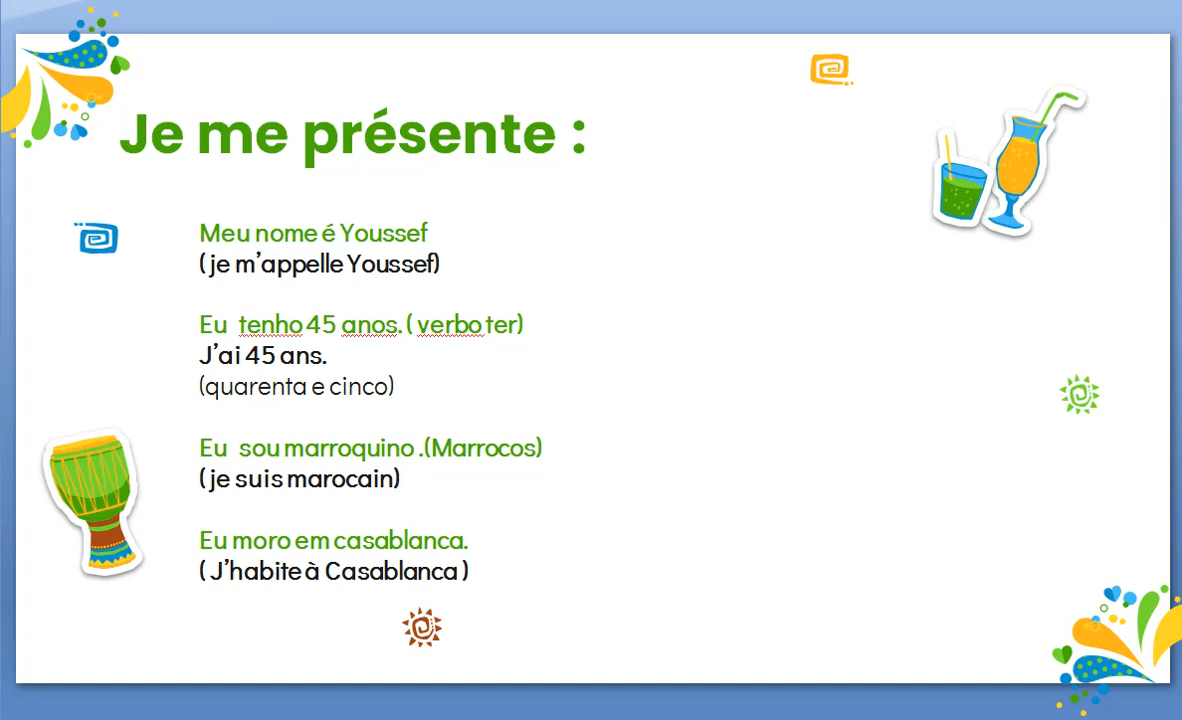 Je me présente :
Meu nome é Youssef
( je m’appelle Youssef)
Eu tenho 45 anos. ( verbo ter)
J’ai 45 ans.
(quarenta e cinco)
Eu sou marroquino .(Marrocos)
( je suis marocain)
Eu moro em casablanca.
( J’habite à Casablanca )